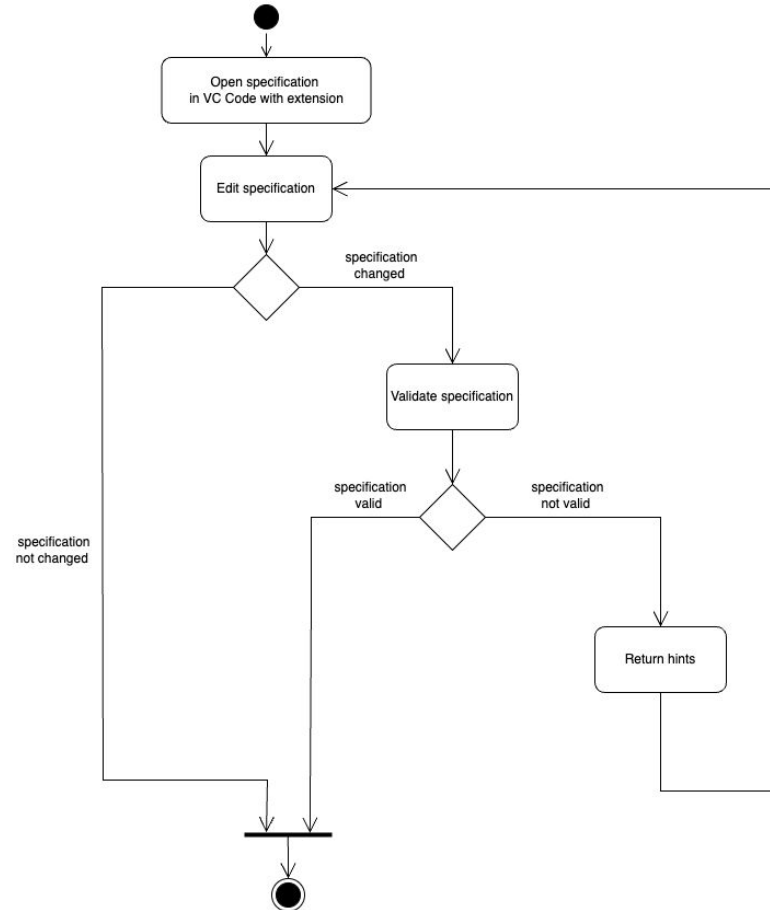 Open specification
in VC Code with extension
Edit specification
specification
changed
Validate specification
specification
valid
specification
not valid
specification
not changed
Return hints